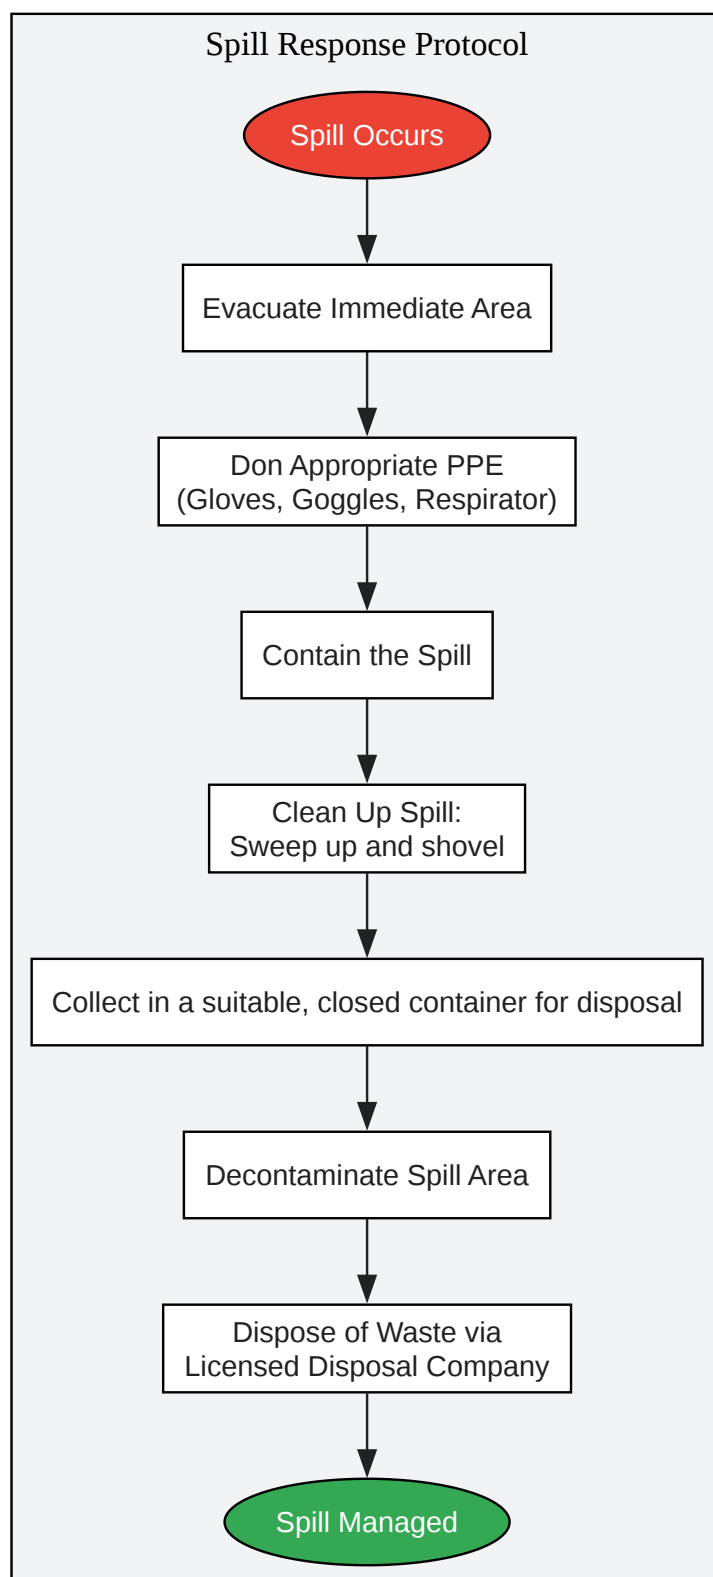 Spill Response Protocol
Spill Occurs
Evacuate Immediate Area
Don Appropriate PPE
(Gloves, Goggles, Respirator)
Contain the Spill
Clean Up Spill:
Sweep up and shovel
Collect in a suitable, closed container for disposal
Decontaminate Spill Area
Dispose of Waste via
Licensed Disposal Company
Spill Managed